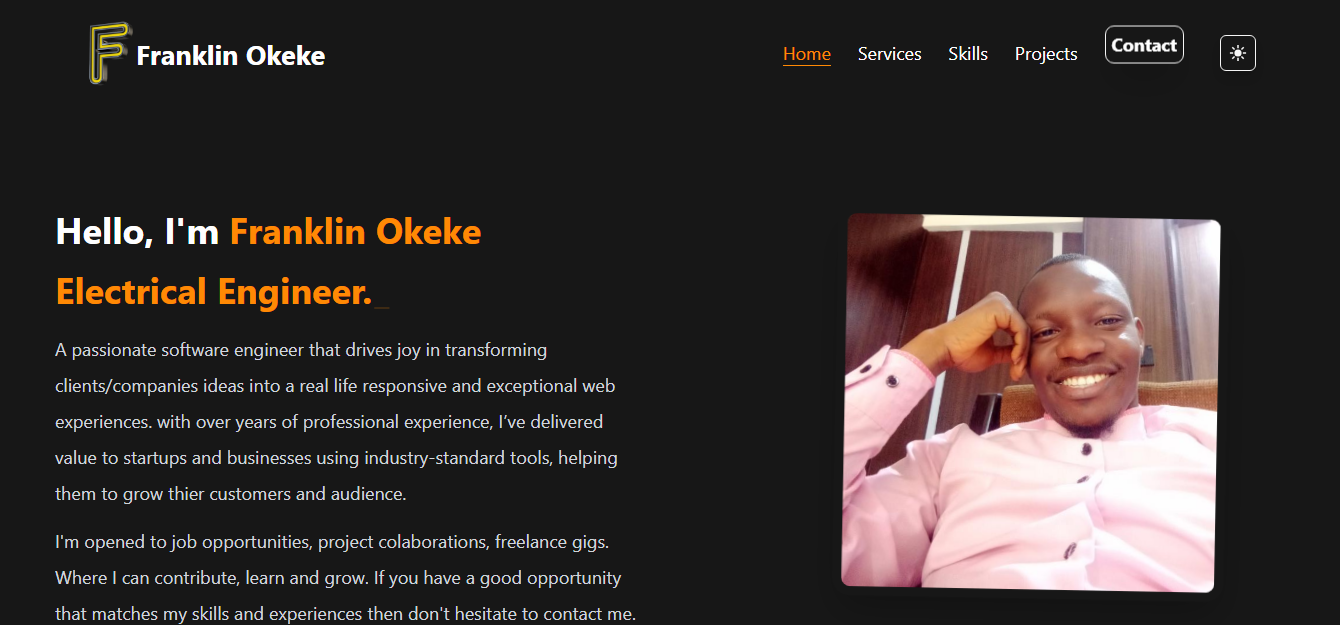 F Franklin Okeke
Home Services Skills Projects Contact
Hello, I'm Franklin Okeke
Electrical Engineer._
A passionate software engineer that drives joy in transforming
clients/companies ideas into a real life responsive and exceptional web
experiences. with over years of professional experience, I’ve delivered
value to startups and businesses using industry-standard tools, helping
them to grow thier customers and audience.
I'm opened to job opportunities, project colaborations, freelance gigs.
Where I can contribute, learn and grow. If you have a good opportunity
that matches my skills and experiences then don't hesitate to contact me.